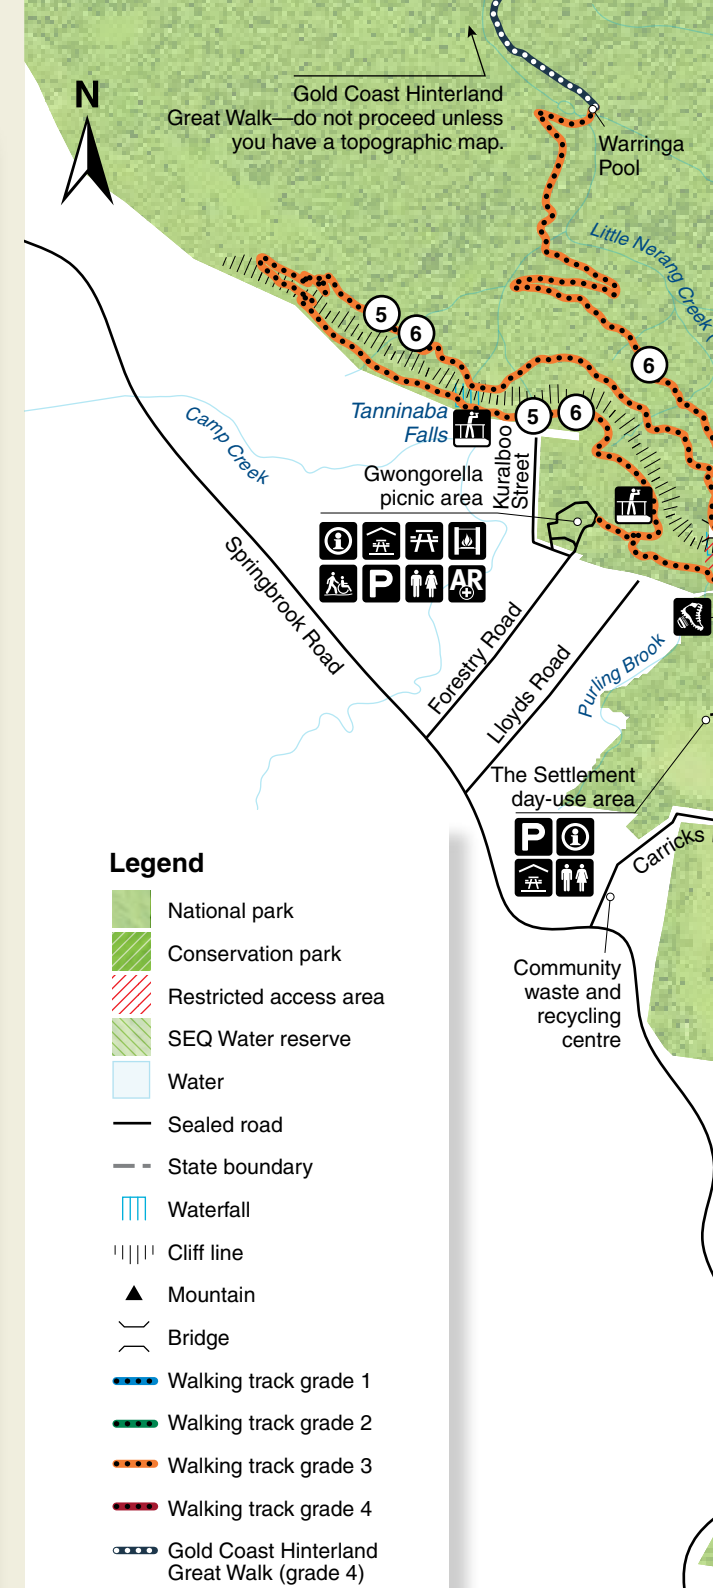 N
Gold Coast Hinterland
Great Walk—do not proceed unless
you have a topographic map.
Warringa
Pool
Little Nerang Creek
5
6
6
Tanninaba
Falls
5
6
Camp Creek
Kuralboo
Street
Gwongorella
picnic area
P
AR
Springbrook Road
Forestry Road
Lloyds Road
Purling Brook
The Settlement
day-use area
P
Carricks
Community
waste and
recycling
centre
Legend
National park
Conservation park
Restricted access area
SEQ Water reserve
Water
Sealed road
State boundary
Waterfall
Cliff line
Mountain
Bridge
Walking track grade 1
Walking track grade 2
Walking track grade 3
Walking track grade 4
Gold Coast Hinterland
Great Walk (grade 4)